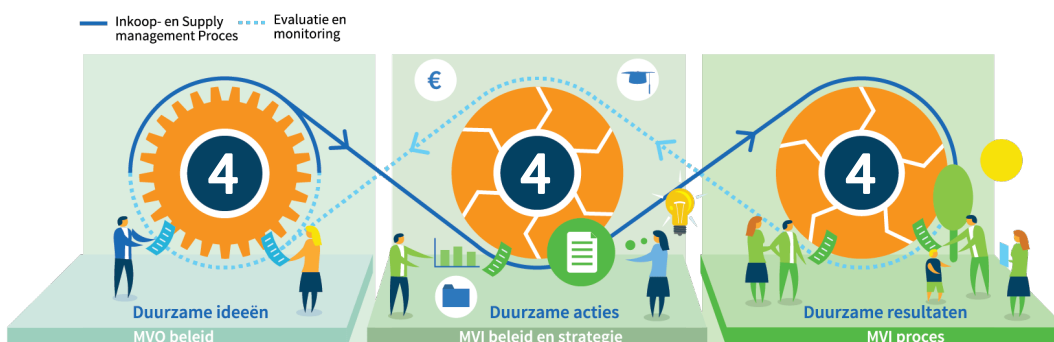 Inkoop- en Supply
management Proces
Evaluatie en
monitoring
€
4
4
4
Duurzame ideeën
Duurzame acties
Duurzame resultaten
MVO beleid
MVI beleid en strategie
MVI proces